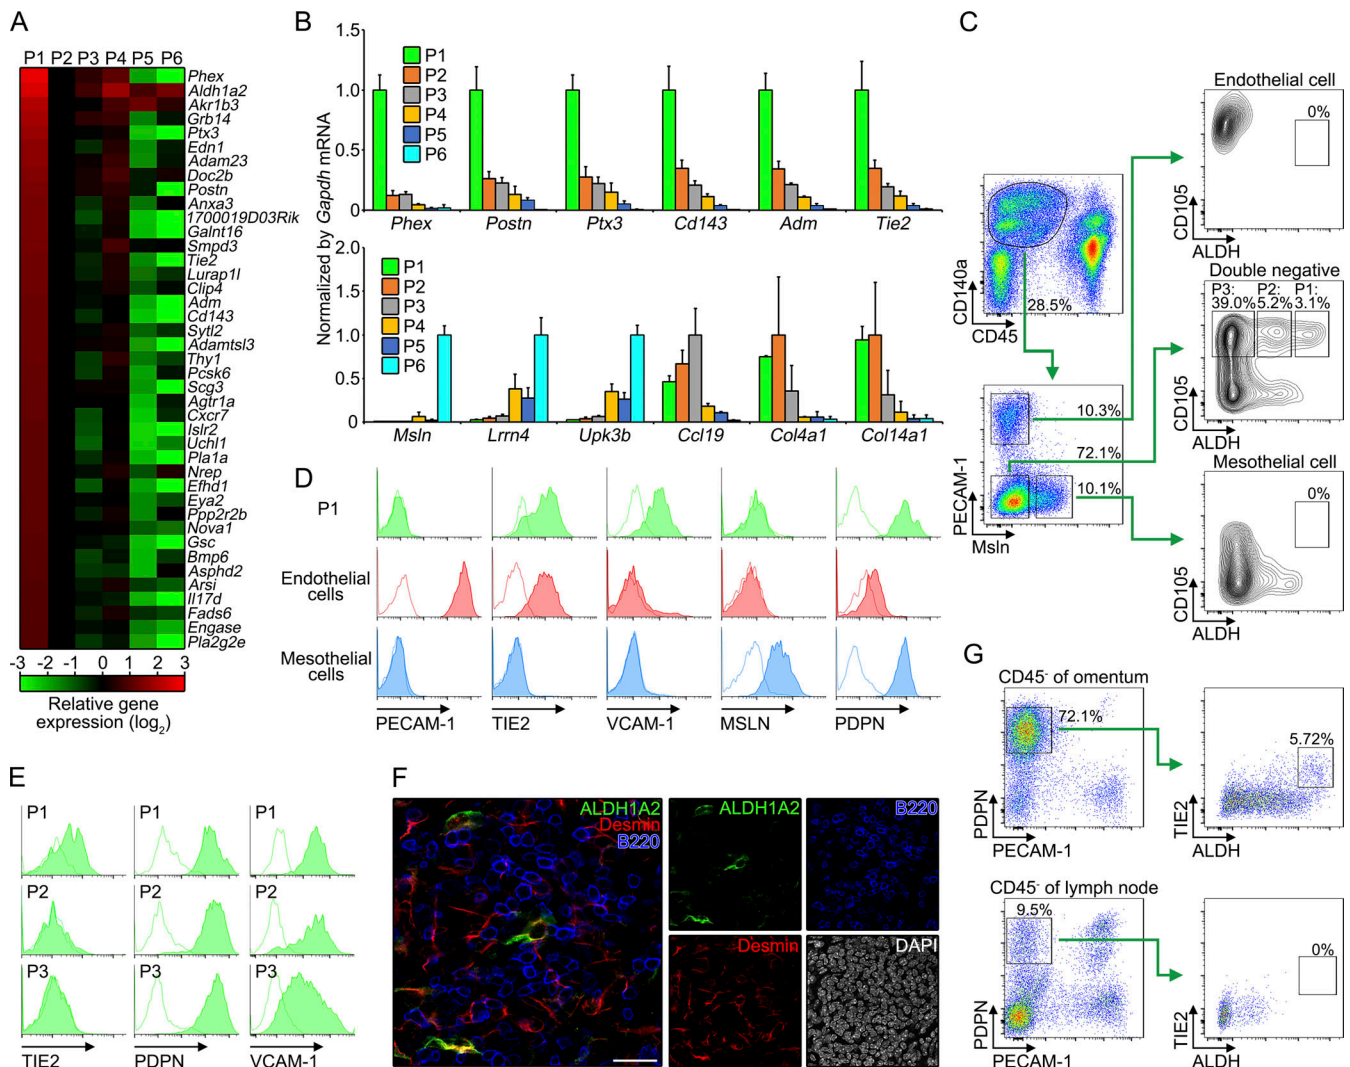 A
P1 P2 P3 P4 P5 P6
Phex
Aldh1a2
Akr1b3
Grb14
Ptx3
Edn1
Adam23
Doc2b
Postn
Anxa3
1700019D03Rik
Galnt16
Smpd3
Tie2
Lurap1l
Clip4
Adm
Cd143
Sytl2
Adamtsl3
Thy1
Pcsk6
Scg3
Agtr1a
Cxcr7
Islr2
Uchl1
Pla1a
Nrep
Efhd1
Eya2
Ppp2r2b
Nova1
Gsc
Bmp6
Asphd2
Arsi
Il17d
Fads6
Engase
Pla2g2e
-3 -2 -1 0 1 2 3
Relative gene
expression (log2)
B
Normalized by Gapdh mRNA
1.5
1.0
0.5
0
P1
P2
P3
P4
P5
P6
Phex Postn Ptx3 Cd143 Adm Tie2
2.0
1.5
1.0
0.5
0
P1
P2
P3
P4
P5
P6
Msln Lrrn4 Upk3b Ccl19 Col4a1 Col14a1
C
CD140a
CD45
28.5%
PECAM-1
Msln
10.3%
72.1%
10.1%
Endothelial cell
0%
CD105
ALDH
Double negative
P3: P2: P1:
39.0% 5.2% 3.1%
CD105
ALDH
Mesothelial cell
0%
CD105
ALDH
D
P1
Endothelial
cells
Mesothelial
cells
PECAM-1 TIE2 VCAM-1 MSLN PDPN
E
P1 P1 P1
P2 P2 P2
P3 P3 P3
TIE2 PDPN VCAM-1
F
ALDH1A2
Desmin
B220
ALDH1A2
B220
Desmin
DAPI
G
CD45- of omentum
72.1%
PDPN
PECAM-1
5.72%
TIE2
ALDH
CD45- of lymph node
9.5%
PDPN
PECAM-1
0%
TIE2
ALDH